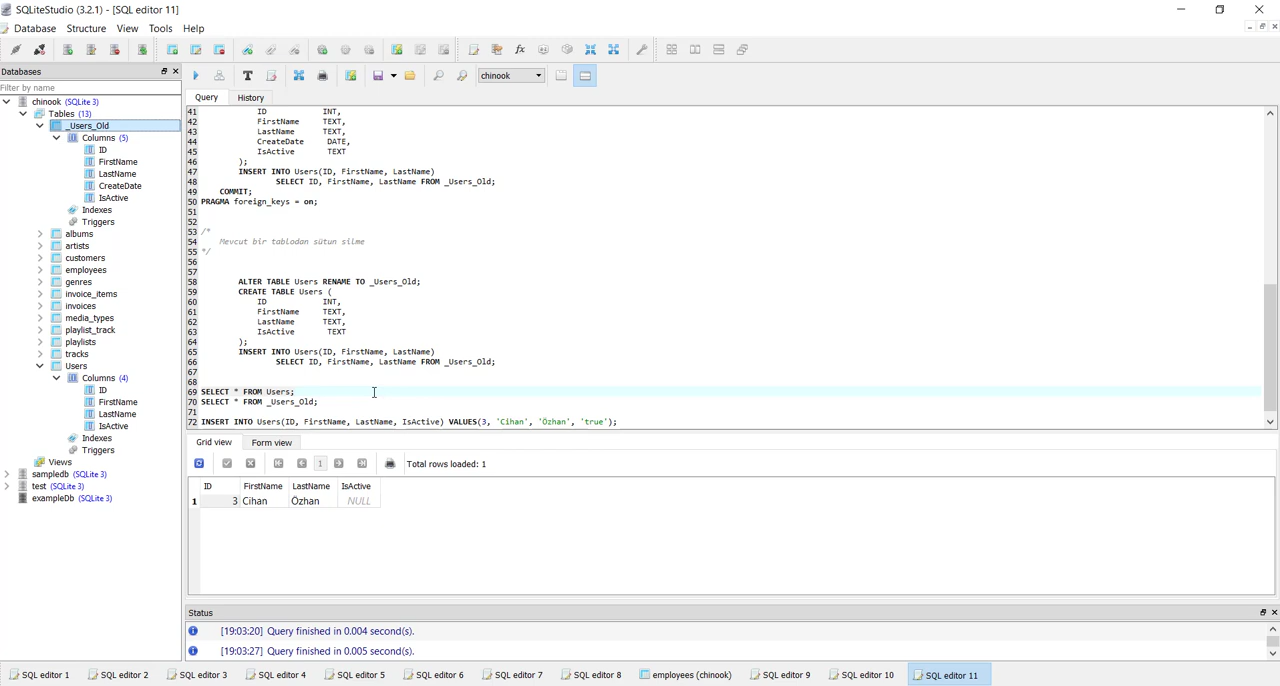 SQLiteStudio (3.2.1) - [SQL editor 11]
Database Structure View Tools Help
Databases
Filter by name
chinook (SQLite 3)
Tables (13)
_Users_Old
Columns (5)
ID
FirstName
LastName
CreateDate
IsActive
Indexes
Triggers
albums
artists
customers
employees
genres
invoice_items
invoices
media_types
playlist_track
playlists
tracks
Users
Columns (4)
ID
FirstName
LastName
IsActive
Indexes
Triggers
Views
sampledb (SQLite 3)
test (SQLite 3)
exampleDb (SQLite 3)
chinook
Query History
41 ID INT,
42 FirstName TEXT,
43 LastName TEXT,
44 CreateDate DATE,
45 IsActive TEXT
46 );
47 INSERT INTO Users(ID, FirstName, LastName)
48 SELECT ID, FirstName, LastName FROM _Users_Old;
49 COMMIT;
50 PRAGMA foreign_keys = on;
51
52
53 /*
54 Mevcut bir tablodan sütun silme
55 */
56
57
58 ALTER TABLE Users RENAME TO _Users_Old;
59 CREATE TABLE Users (
60 ID INT,
61 FirstName TEXT,
62 LastName TEXT,
63 IsActive TEXT
64 );
65 INSERT INTO Users(ID, FirstName, LastName)
66 SELECT ID, FirstName, LastName FROM _Users_Old;
67
68
69 SELECT * FROM Users;
70 SELECT * FROM _Users_Old;
71
72 INSERT INTO Users(ID, FirstName, LastName, IsActive) VALUES(3, 'Cihan', 'Özhan', 'true');
Grid view Form view
1 Total rows loaded: 1
ID FirstName LastName IsActive
1 3 Cihan Özhan NULL
Status
[19:03:20] Query finished in 0.004 second(s).
[19:03:27] Query finished in 0.005 second(s).
SQL editor 1 SQL editor 2 SQL editor 3 SQL editor 4 SQL editor 5 SQL editor 6 SQL editor 7 SQL editor 8 employees (chinook) SQL editor 9 SQL editor 10 SQL editor 11